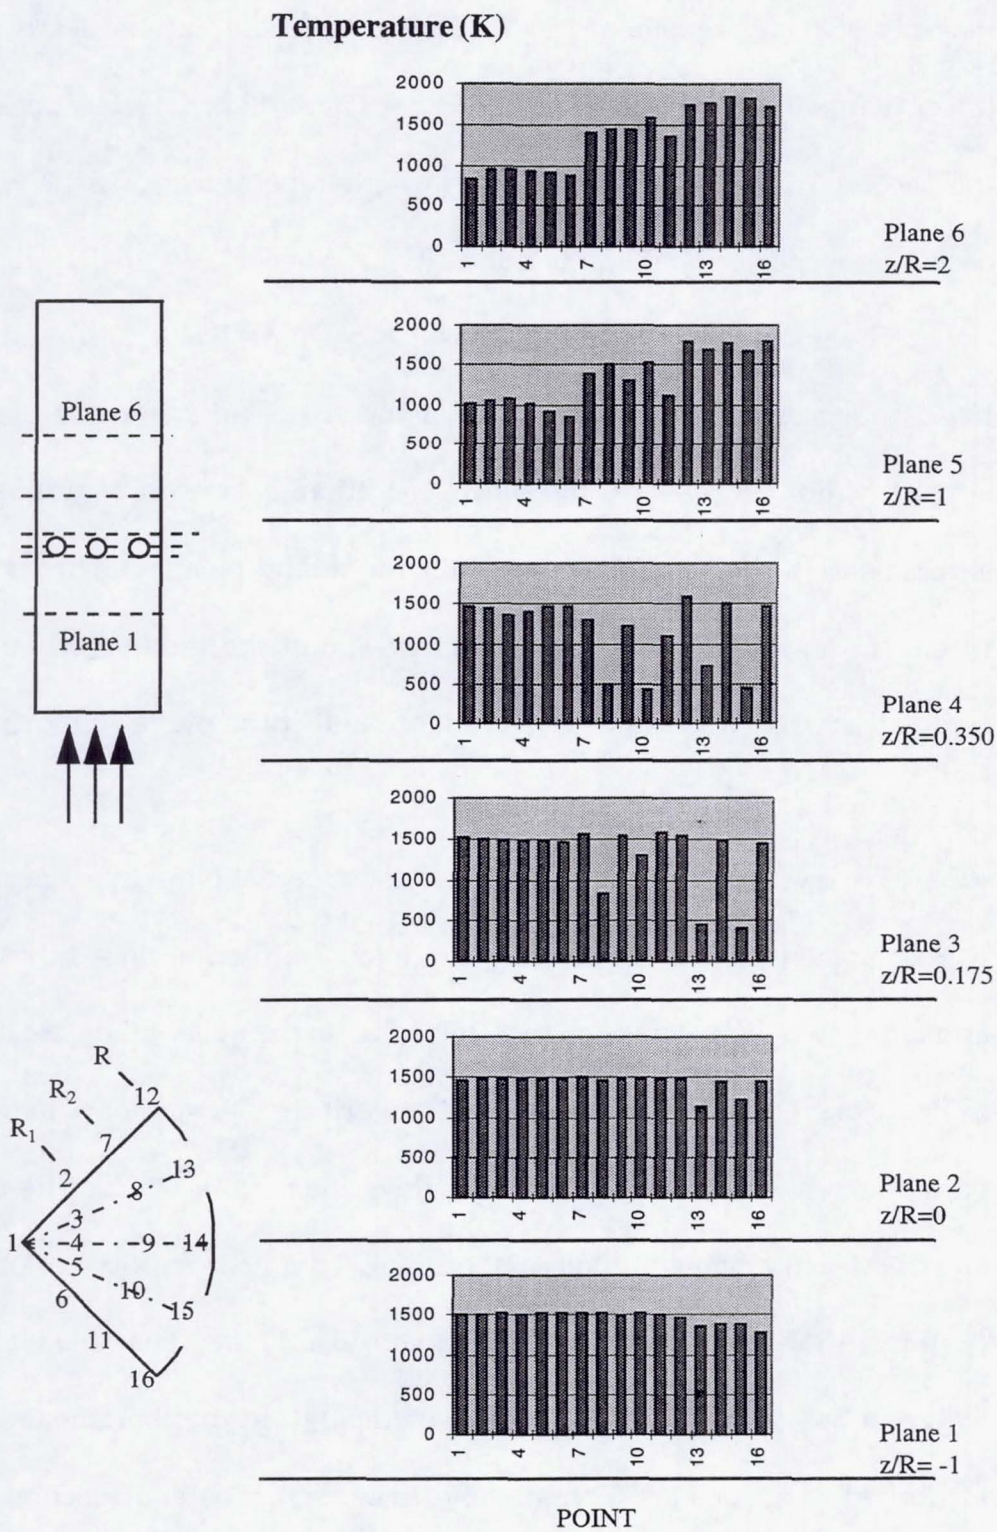 Temperature (K)
2000
1500
1000
500
0
1 4 7 10 13 16
Plane 6
z/R=2
2000
1500
1000
500
0
1 4 7 10 13 16
Plane 5
z/R=1
2000
1500
1000
500
0
1 4 7 10 13 16
Plane 4
z/R=0.350
2000
1500
1000
500
0
1 4 7 10 13 16
Plane 3
z/R=0.175
2000
1500
1000
500
0
1 4 7 10 13 16
Plane 2
z/R=0
2000
1500
1000
500
0
1 4 7 10 13 16
Plane 1
z/R= -1
POINT
Plane 6
Plane 1
R
12
R2
7
R1
2
13
8
3
1 4 9 14
5
10
6
15
11
16